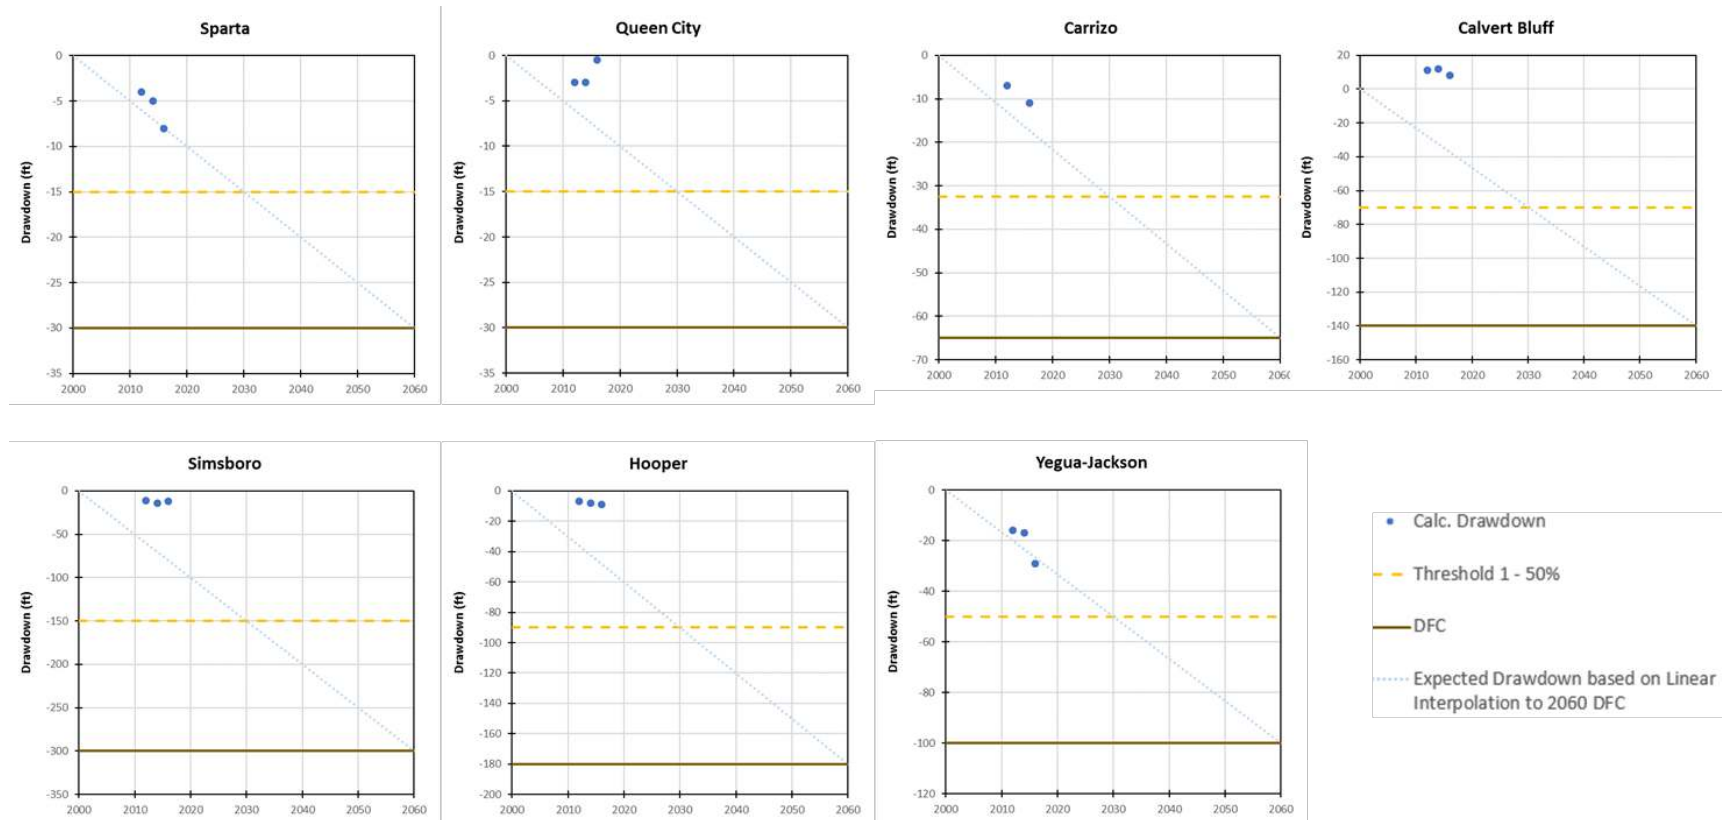 Sparta
Drawdown (ft)
0
-5
-10
-15
-20
-25
-30
-35
2000 2010 2020 2030 2040 2050 2060
Queen City
Drawdown (ft)
0
-5
-10
-15
-20
-25
-30
-35
2000 2010 2020 2030 2040 2050 2060
Carrizo
Drawdown (ft)
0
-10
-20
-30
-40
-50
-60
-70
2000 2010 2020 2030 2040 2050 206
Calvert Bluff
Drawdown (ft)
20
0
-20
-40
-60
-80
-100
-120
-140
-160
2000 2010 2020 2030 2040 2050 2060
Simsboro
Drawdown (ft)
0
-50
-100
-150
-200
-250
-300
-350
2000 2010 2020 2030 2040 2050 2060
Hooper
Drawdown (ft)
0
-20
-40
-60
-80
-100
-120
-140
-160
-180
-200
2000 2010 2020 2030 2040 2050 2060
Yegua-Jackson
Drawdown (ft)
0
-20
-40
-60
-80
-100
-120
2000 2010 2020 2030 2040 2050 2060
Calc. Drawdown
Threshold 1 - 50%
DFC
Expected Drawdown based on Linear
Interpolation to 2060 DFC